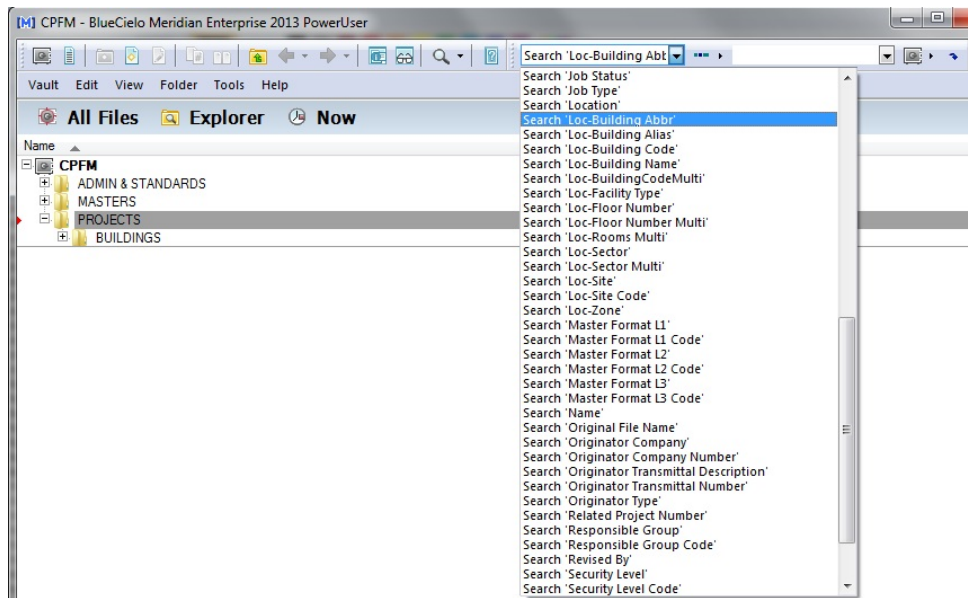 [M] CPFM - BlueCielo Meridian Enterprise 2013 PowerUser
Search 'Loc-Building Abb
Vault Edit View Folder Tools Help
All Files Explorer Now
Name
CPFM
ADMIN & STANDARDS
MASTERS
PROJECTS
BUILDINGS
Search 'Job Status'
Search 'Job Type'
Search 'Location'
Search 'Loc-Building Abbr'
Search 'Loc-Building Alias'
Search 'Loc-Building Code'
Search 'Loc-Building Name'
Search 'Loc-BuildingCodeMulti'
Search 'Loc-Facility Type'
Search 'Loc-Floor Number'
Search 'Loc-Floor Number Multi'
Search 'Loc-Rooms Multi'
Search 'Loc-Sector'
Search 'Loc-Sector Multi'
Search 'Loc-Site'
Search 'Loc-Site Code'
Search 'Loc-Zone'
Search 'Master Format L1'
Search 'Master Format L1 Code'
Search 'Master Format L2'
Search 'Master Format L2 Code'
Search 'Master Format L3'
Search 'Master Format L3 Code'
Search 'Name'
Search 'Original File Name'
Search 'Originator Company'
Search 'Originator Company Number'
Search 'Originator Transmittal Description'
Search 'Originator Transmittal Number'
Search 'Originator Type'
Search 'Related Project Number'
Search 'Responsible Group'
Search 'Responsible Group Code'
Search 'Revised By'
Search 'Security Level'
Search 'Security Level Code'